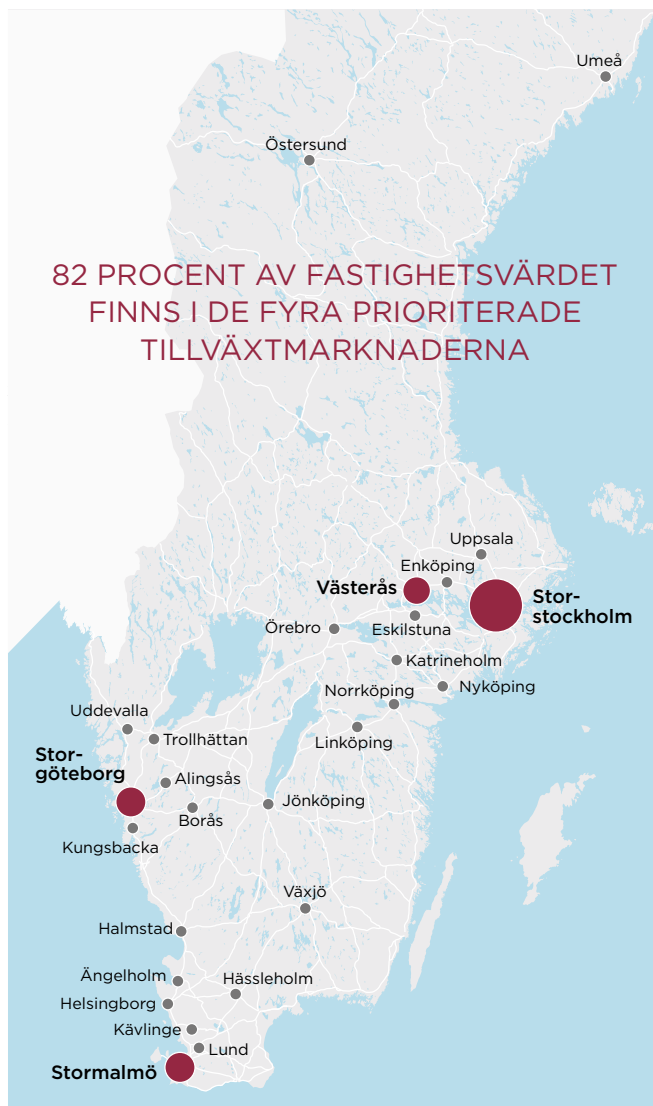 Umeå
Östersund
82 PROCENT AV FASTIGHETSVÄRDET
FINNS I DE FYRA PRIORITERADE
TILLVÄXTMARKNADERNA
Uppsala
Enköping
Västerås
Stor-
stockholm
Örebro
Eskilstuna
Katrineholm
Norrköping
Nyköping
Uddevalla
Trollhättan
Linköping
Stor-
göteborg
Alingsås
Jönköping
Borås
Kungsbacka
Växjö
Halmstad
Ängelholm
Hässleholm
Helsingborg
Kävlinge
Lund
Stormalmö